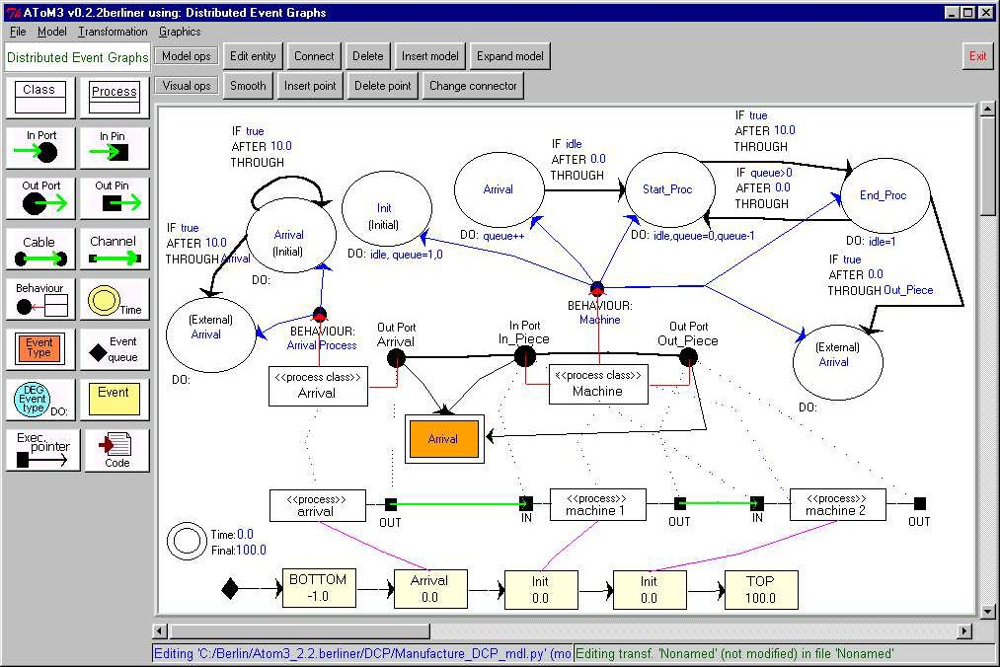 AToM3 v0.2.2berliner using: Distributed Event Graphs
File Model Transformation Graphics
Distributed Event Graphs
Model ops Edit entity Connect Delete Insert model Expand model Exit
Visual ops Smooth Insert point Delete point Change connector
Class Process
In Port In Pin
Out Port Out Pin
Cable Channel
Behaviour Time
Event
Type
Event
queue
DEG
Event
type DO:
Event
Exec.
pointer
Code
IF true
AFTER 10.0
THROUGH
IF true
AFTER 10.0
THROUGH Arrival
Arrival
(Initial)
DO:
(External)
Arrival
DO:
Init
(Initial)
DO: idle, queue=1,0
Arrival
DO: queue++
IF idle
AFTER 0.0
THROUGH
Start_Proc
DO: idle,queue=0,queue-1
IF true
AFTER 10.0
THROUGH
IF queue>0
AFTER 0.0
THROUGH
End_Proc
DO: idle=1
IF true
AFTER 0.0
THROUGH Out_Piece
(External)
Arrival
DO:
BEHAVIOUR:
Arrival Process
BEHAVIOUR:
Machine
Out Port
Arrival
In Port
In_Piece
Out Port
Out_Piece
<<process class>>
Arrival
<<process class>>
Machine
Arrival
<<process>>
arrival
OUT
IN
<<process>>
machine 1
OUT
IN
<<process>>
machine 2
OUT
Time:0.0
Final:100.0
BOTTOM
-1.0
Arrival
0.0
Init
0.0
Init
0.0
TOP
100.0
Editing 'C:/Berlin/Atom3_2.2.berliner/DCP/Manufacture_DCP_mdl.py' (mo
Editing transf. 'Nonamed' (not modified) in file 'Nonamed'